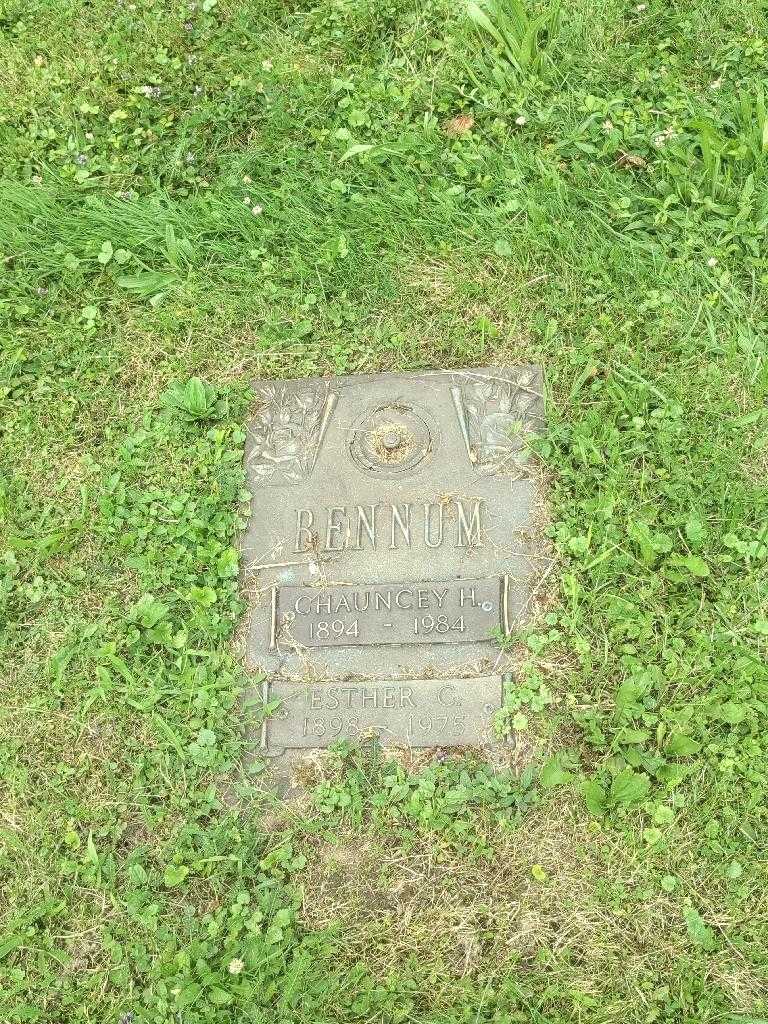 BENNUM
CHAUNCEY H.
1894 - 1984
ESTHER C.
1898 - 1975